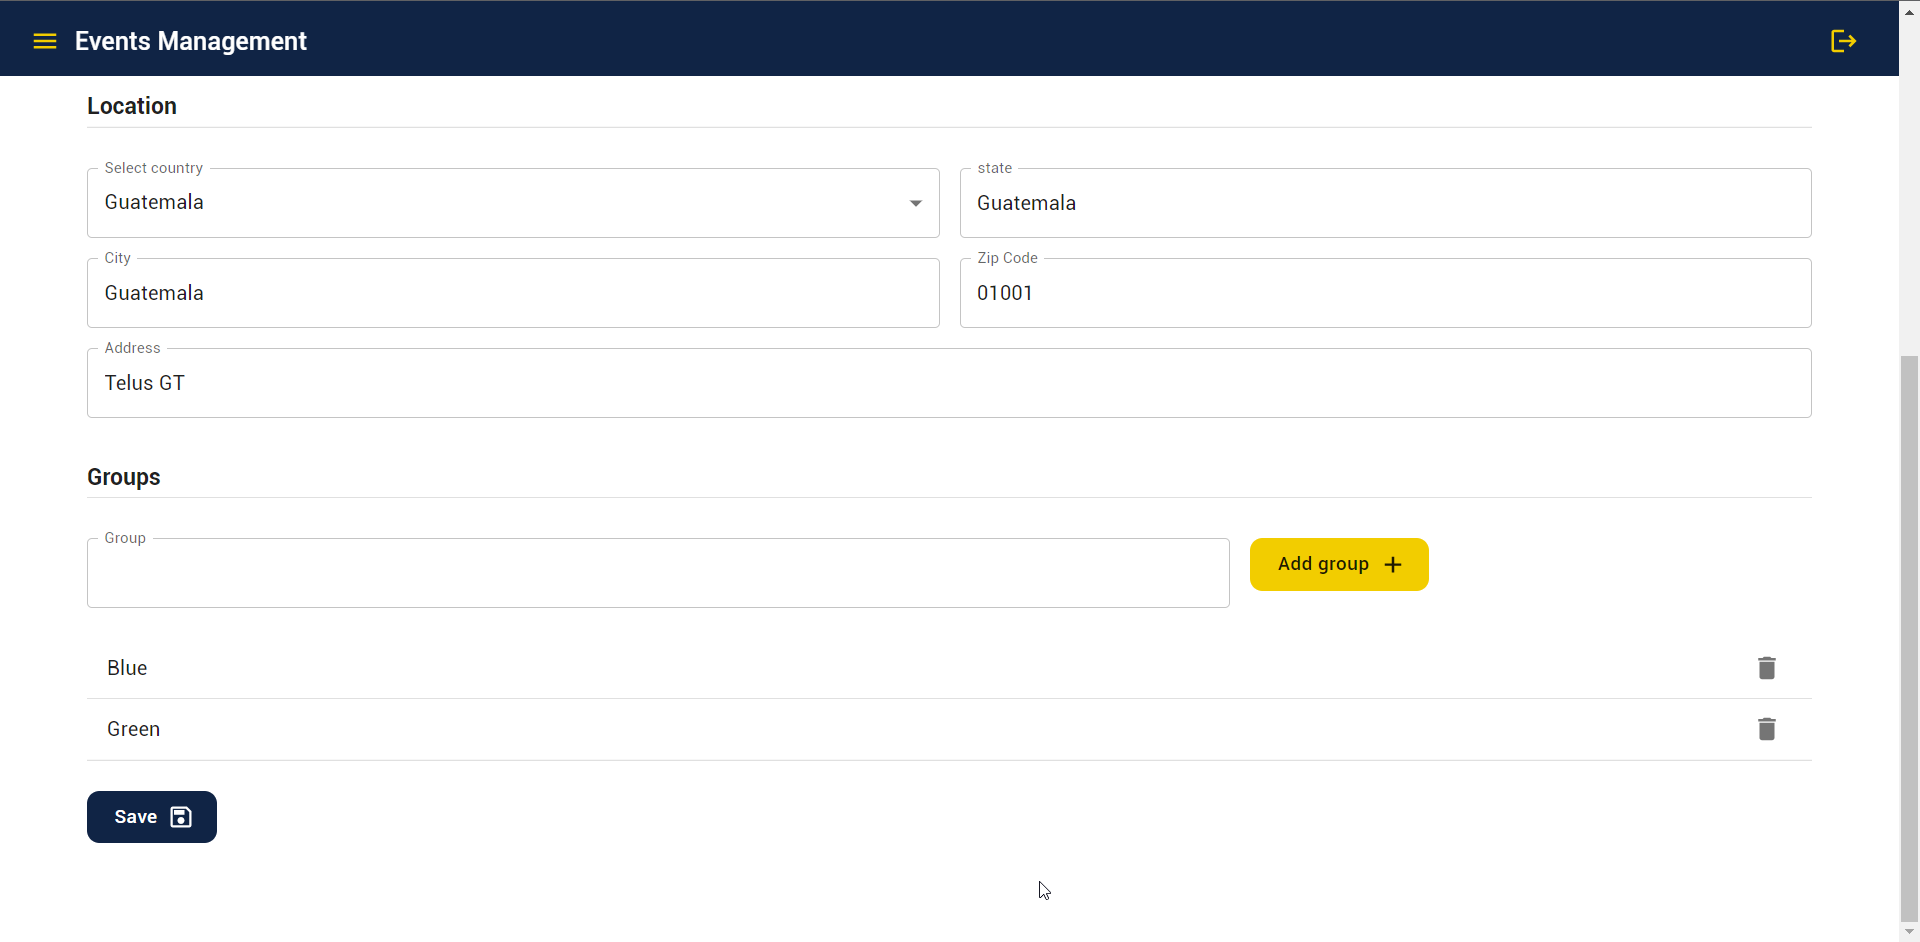 Events Management
Location
Select country
Guatemala
state
Guatemala
City
Guatemala
Zip Code
01001
Address
Telus GT
Groups
Group
Add group
Blue
Green
Save